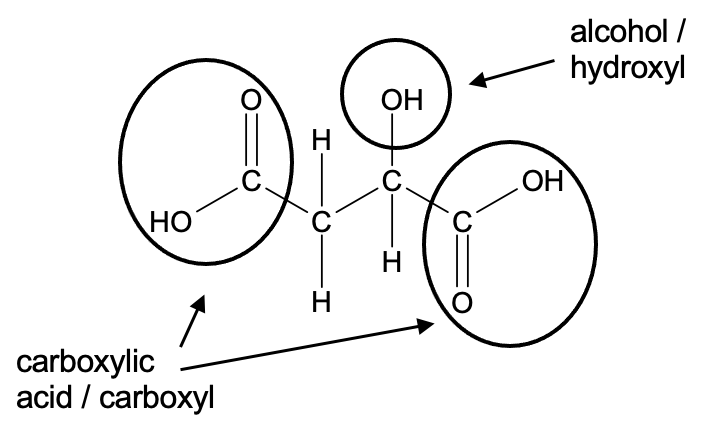 alcohol /
hydroxyl
O
OH
H
C
C
OH
HO
C
C
H
H
O
carboxylic
acid / carboxyl